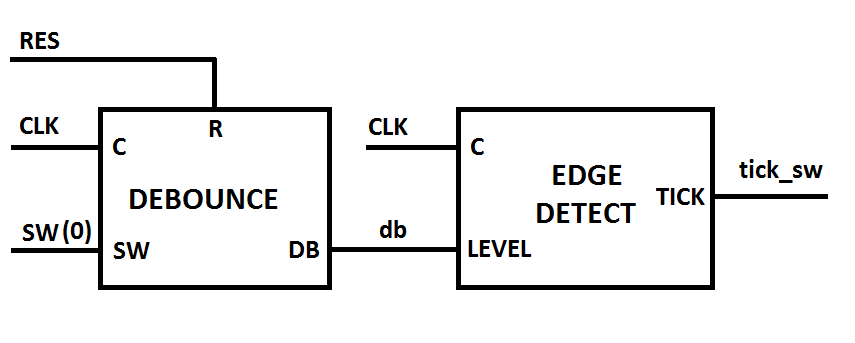 RES
CLK
C
R
DEBOUNCE
SW(0)
SW
DB
db
CLK
C
EDGE
DETECT
LEVEL
TICK
tick_sw